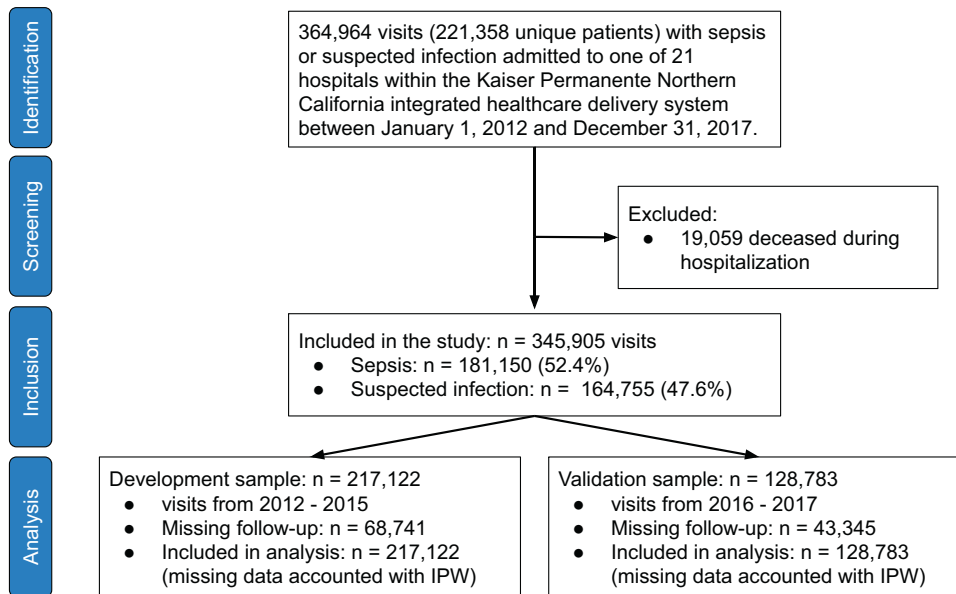 Identification
364,964 visits (221,358 unique patients) with sepsis
or suspected infection admitted to one of 21
hospitals within the Kaiser Permanente Northern
California integrated healthcare delivery system
between January 1, 2012 and December 31, 2017.
Screening
Excluded:
● 19,059 deceased during
hospitalization
Inclusion
Included in the study: n = 345,905 visits
● Sepsis: n = 181,150 (52.4%)
● Suspected infection: n = 164,755 (47.6%)
Analysis
Development sample: n = 217,122
● visits from 2012 - 2015
● Missing follow-up: n = 68,741
● Included in analysis: n = 217,122
(missing data accounted with IPW)
Validation sample: n = 128,783
● visits from 2016 - 2017
● Missing follow-up: n = 43,345
● Included in analysis: n = 128,783
(missing data accounted with IPW)